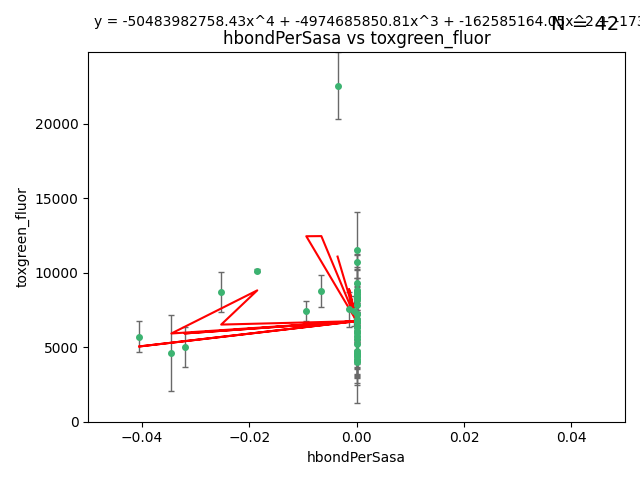 y = -50483982758.43x^4 + -4974685850.81x^3 + -162585164.05x^2 + -173
N = 42
hbondPerSasa vs toxgreen_fluor
20000
15000
10000
5000
0
toxgreen_fluor
−0.04 −0.02 0.00 0.02 0.04
hbondPerSasa